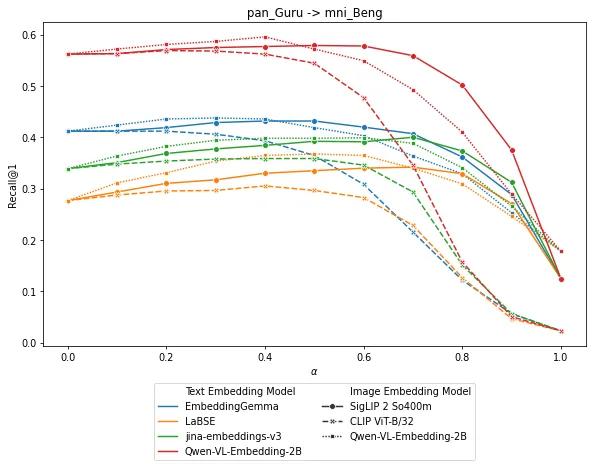 pan_Guru -> mni_Beng
Recall@1
0.6
0.5
0.4
0.3
0.2
0.1
0.0
0.0 0.2 0.4 0.6 0.8 1.0
α
Text Embedding Model
EmbeddingGemma
LaBSE
jina-embeddings-v3
Qwen-VL-Embedding-2B
Image Embedding Model
SigLIP 2 So400m
CLIP ViT-B/32
Qwen-VL-Embedding-2B